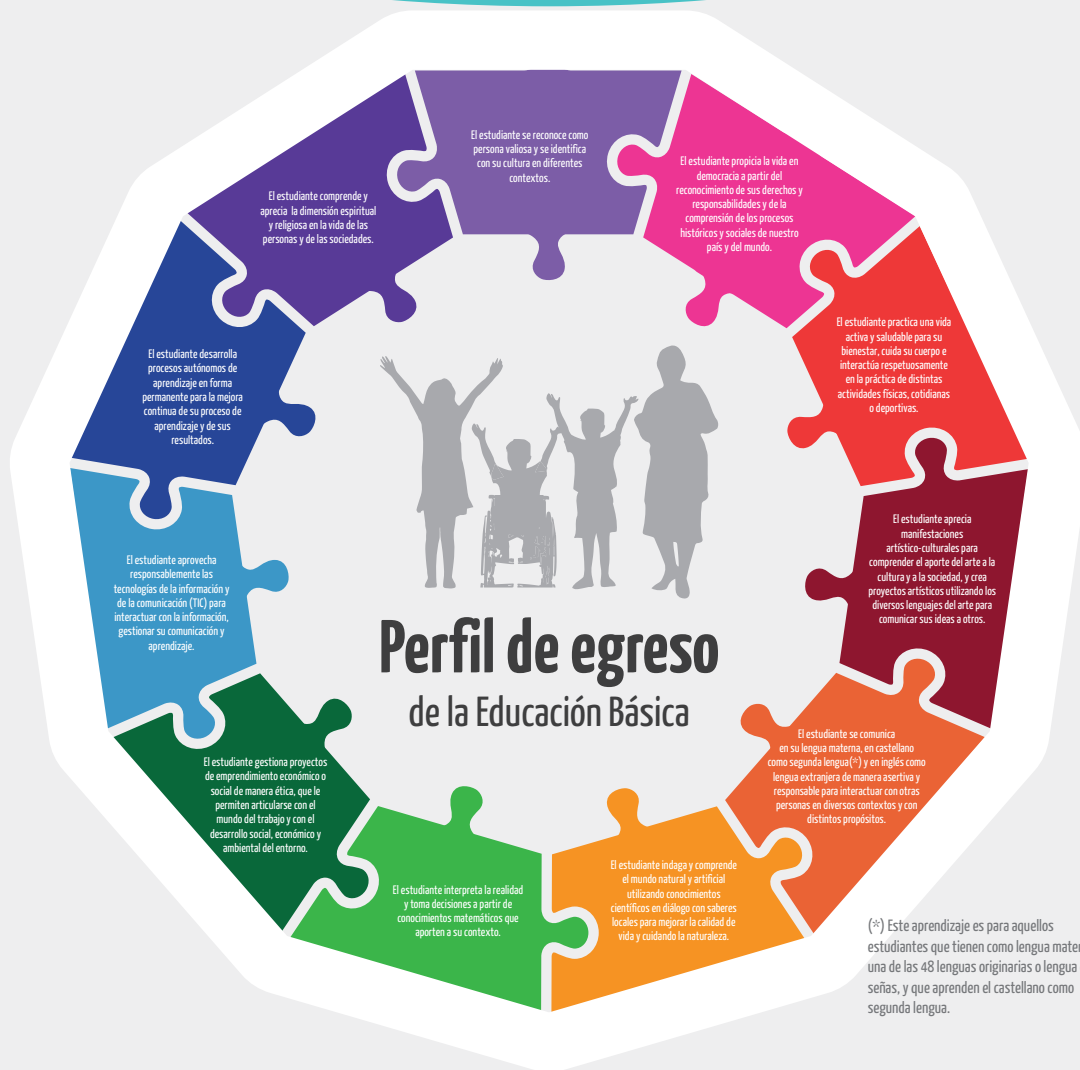 El estudiante se reconoce como
persona valiosa y se identifica
con su cultura en diferentes
contextos.
El estudiante propicia la vida en
democracia a partir del
reconocimiento de sus derechos y
responsabilidades y de la
comprensión de los procesos
históricos y sociales de nuestro
país y del mundo.
El estudiante practica una vida
activa y saludable para su
bienestar, cuida su cuerpo e
interactúa respetuosamente
en la práctica de distintas
actividades físicas, cotidianas
o deportivas.
El estudiante aprecia
manifestaciones
artístico-culturales para
comprender el aporte del arte a la
cultura y a la sociedad, y crea
proyectos artísticos utilizando los
diversos lenguajes del arte para
comunicar sus ideas a otros.
El estudiante se comunica
en su lengua materna, en castellano
como segunda lengua(*) y en inglés como
lengua extranjera de manera asertiva y
responsable para interactuar con otras
personas en diversos contextos y con
distintos propósitos.
El estudiante indaga y comprende
el mundo natural y artificial
utilizando conocimientos
científicos en diálogo con saberes
locales para mejorar la calidad de
vida y cuidando la naturaleza.
El estudiante interpreta la realidad
y toma decisiones a partir de
conocimientos matemáticos que
aporten a su contexto.
El estudiante gestiona proyectos
de emprendimiento económico o
social de manera ética, que le
permiten articularse con el
mundo del trabajo y con el
desarrollo social, económico y
ambiental del entorno.
El estudiante aprovecha
responsablemente las
tecnologías de la información y
de la comunicación (TIC) para
interactuar con la información,
gestionar su comunicación y
aprendizaje.
El estudiante desarrolla
procesos autónomos de
aprendizaje en forma
permanente para la mejora
continua de su proceso de
aprendizaje y de sus
resultados.
El estudiante comprende y
aprecia la dimensión espiritual
y religiosa en la vida de las
personas y de las sociedades.
Perfil de egreso
de la Educación Básica
(*) Este aprendizaje es para aquellos
estudiantes que tienen como lengua
una de las 48 lenguas originarias o lengua
señas, y que aprenden el castellano como
segunda lengua.